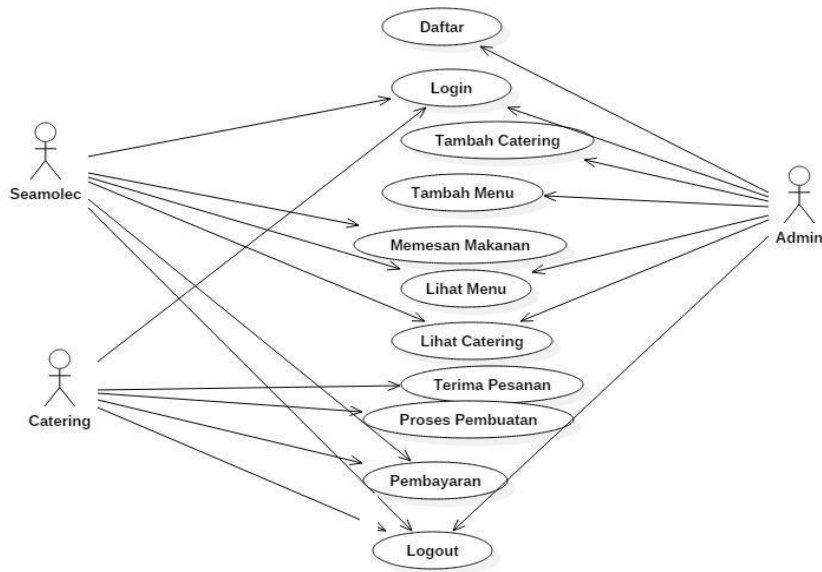 Daftar
Login
Tambah Catering
Seamolec
Tambah Menu
Admin
Memesan Makanan
Lihat Menu
Lihat Catering
Terima Pesanan
Catering
Proses Pembuatan
Pembayaran
Logout